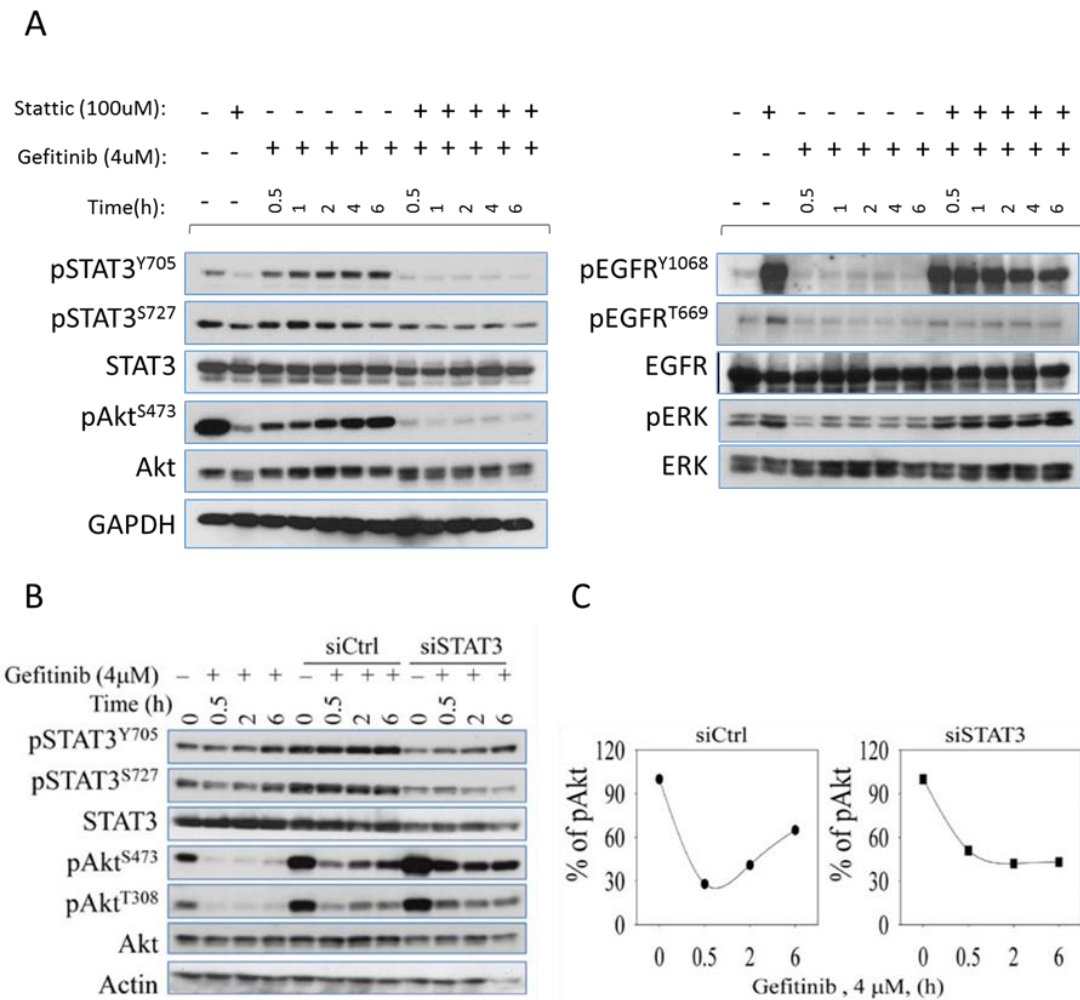 A
Stattic (100uM): - + - - - - - + + + + +
Gefitinib (4uM): - - + + + + + + + + + +
Time(h): - - 0.5 1 2 4 6 0.5 1 2 4 6
pSTAT3Y705
pSTAT3S727
STAT3
pAktS473
Akt
GAPDH
- + - - - - - + + + + +
- - + + + + + + + + + +
- - 0.5 1 2 4 6 0.5 1 2 4 6
pEGFRY1068
pEGFRT669
EGFR
pERK
ERK
B
siCtrl siSTAT3
Gefitinib (4μM) - + + + - + + + - + + +
Time (h) 0 0.5 2 6 0 0.5 2 6 0 0.5 2 6
pSTAT3Y705
pSTAT3S727
STAT3
pAktS473
pAktT308
Akt
Actin
C
siCtrl
% of pAkt
120
90
60
30
0
0 0.5 2 6
siSTAT3
% of pAkt
120
90
60
30
0
0 0.5 2 6
Gefitinib , 4 μM, (h)